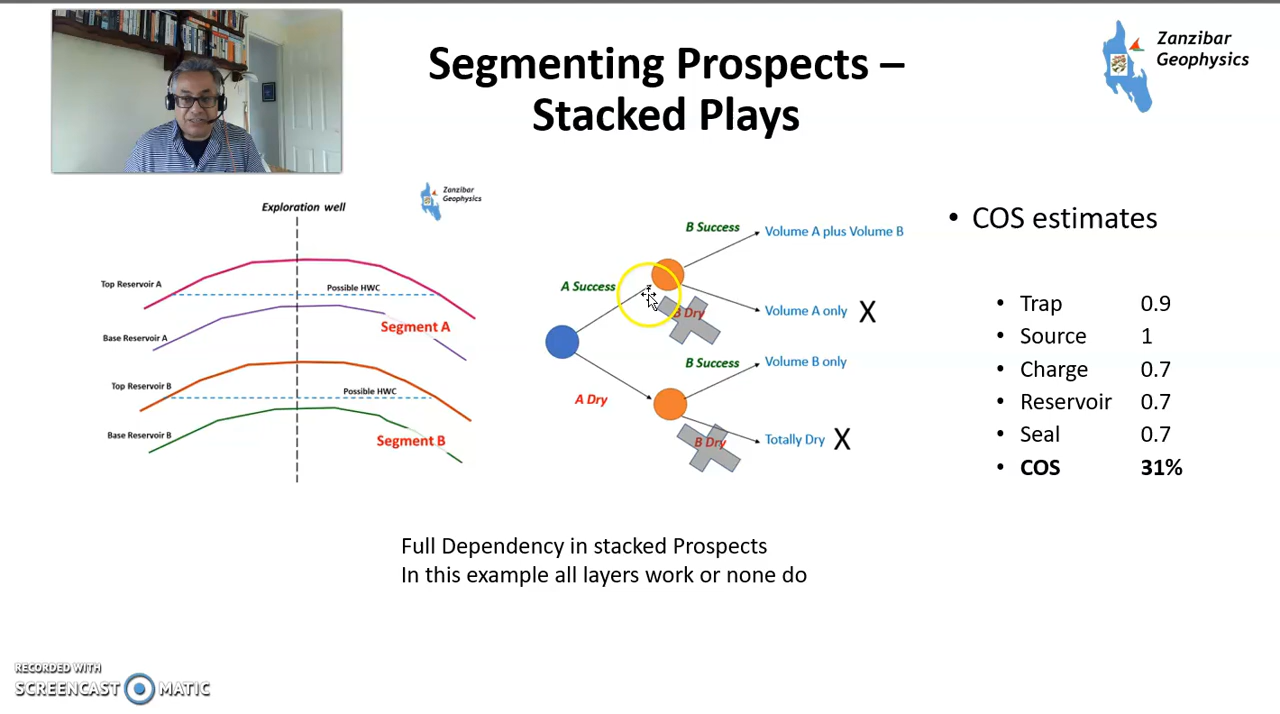 Segmenting Prospects –
Stacked Plays
Zanzibar
Geophysics
Zanzibar
Geophysics
Exploration well
Top Reservoir A
Possible HWC
Base Reservoir A
Segment A
Top Reservoir B
Possible HWC
Base Reservoir B
Segment B
B Success
Volume A plus Volume B
A Success
B Dry
Volume A only X
B Success
Volume B only
A Dry
B Dry
Totally Dry X
• COS estimates
• Trap 0.9
• Source 1
• Charge 0.7
• Reservoir 0.7
• Seal 0.7
• COS 31%
Full Dependency in stacked Prospects
In this example all layers work or none do
RECORDED WITH
SCREENCAST MATIC